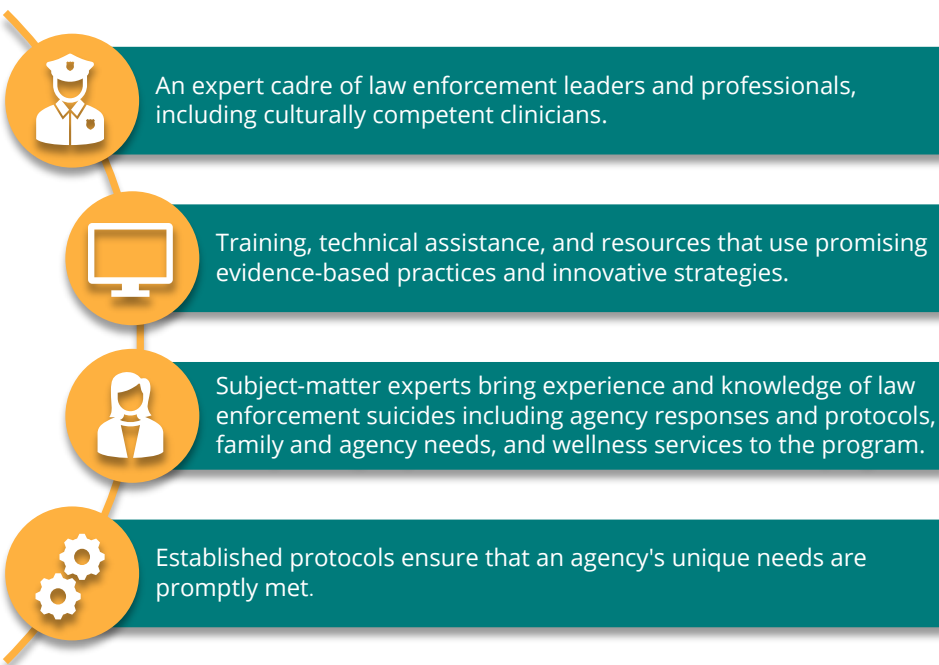 An expert cadre of law enforcement leaders and professionals,
including culturally competent clinicians.
Training, technical assistance, and resources that use promising
evidence-based practices and innovative strategies.
Subject-matter experts bring experience and knowledge of law
enforcement suicides including agency responses and protocols,
family and agency needs, and wellness services to the program.
Established protocols ensure that an agency's unique needs are
promptly met.